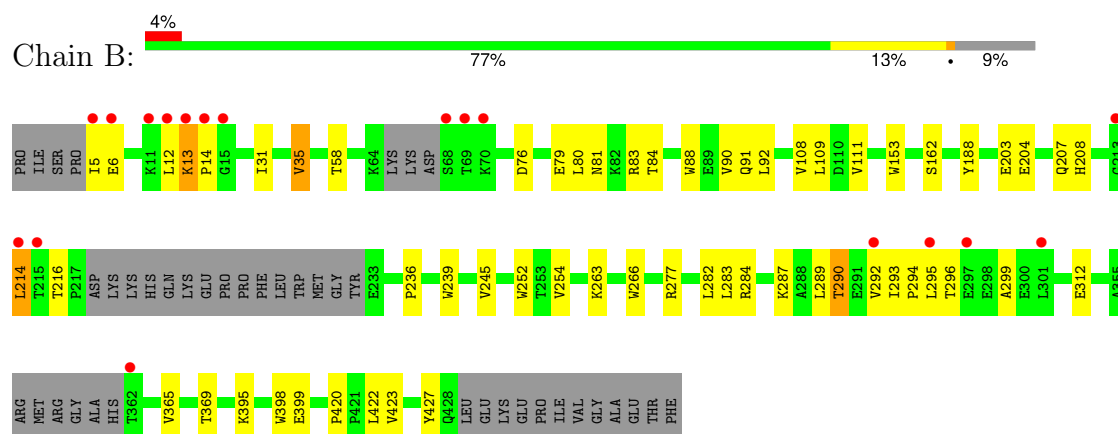 4%
Chain B:
77% 13% • 9%
PRO ILE SER PRO I5 E6 K11 L12 K13 P14 G15 I31 V35 T58 K64 LYS LYS ASP S68 T69 K70 D76 E79 L80 N81 K82 R83 T84 W88 E89 V90 Q91 L92 V108 L109 D110 V111 W153 S162 Y188 E203 E204 Q207 H208 G213
L214 T215 T216 P217 ASP LYS LYS HIS GLN LYS GLU PRO PRO PHE LEU TRP MET GLY TYR E233 P236 W239 V245 W252 T253 V254 K263 W266 R277 L282 L283 R284 K287 A288 L289 T290 E291 V292 I293 P294 L295 T296 E297 E298 A299 E300 L301 E312 A355
ARG MET ARG GLY ALA HIS T362 V365 T369 K395 W398 E399 P420 P421 L422 V423 Y427 Q428 LEU GLU LYS GLU PRO ILE VAL GLY ALA GLU THR PHE